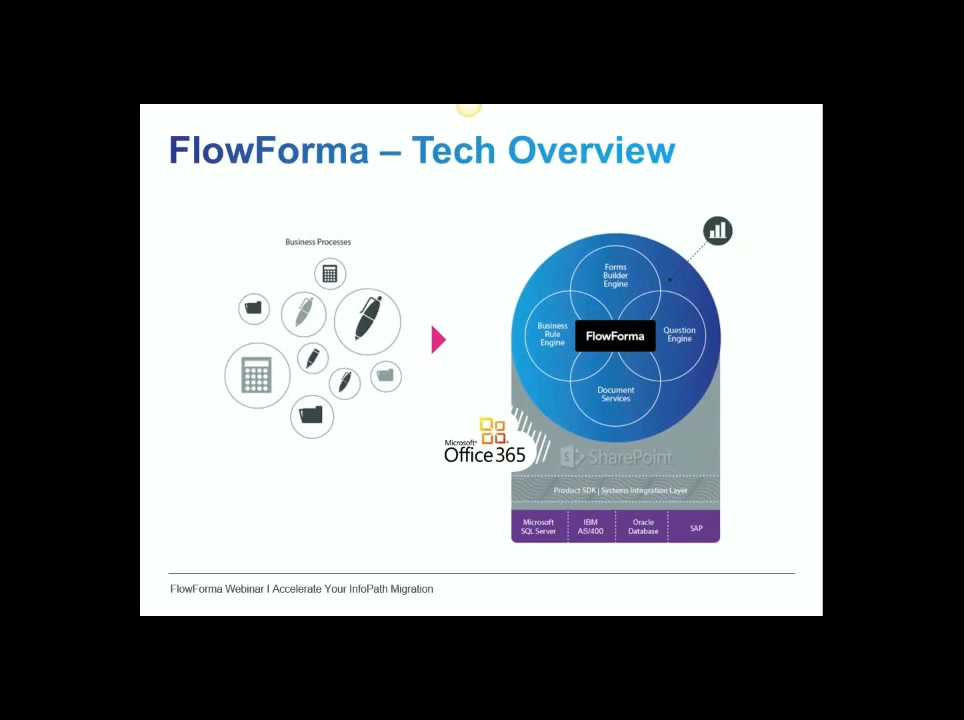 FlowForma – Tech Overview
Business Processes
Forms
Builder
Engine
Business
Rule
Engine
FlowForma
Question
Engine
Document
Services
Microsoft®
Office 365
SharePoint
Product SDK | Systems Integration Layer
Microsoft
SQL Server
IBM
AS/400
Oracle
Database
SAP
FlowForma Webinar I Accelerate Your InfoPath Migration